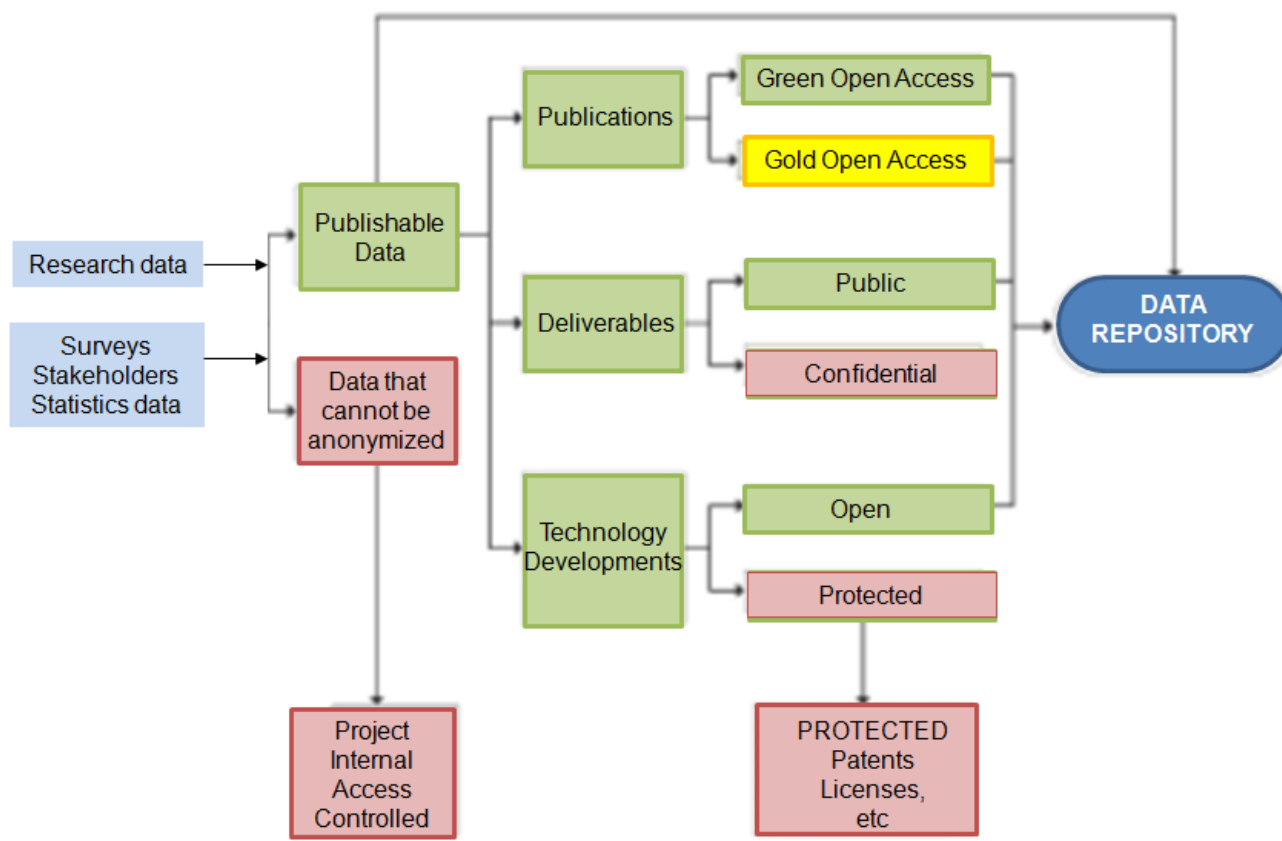 Research data
Surveys
Stakeholders
Statistics data
Publishable
Data
Data that
cannot be
anonymized
Project
Internal
Access
Controlled
Publications
Deliverables
Technology
Developments
Green Open Access
Gold Open Access
Public
Confidential
Open
Protected
PROTECTED
Patents
Licenses,
etc
DATA
REPOSITORY